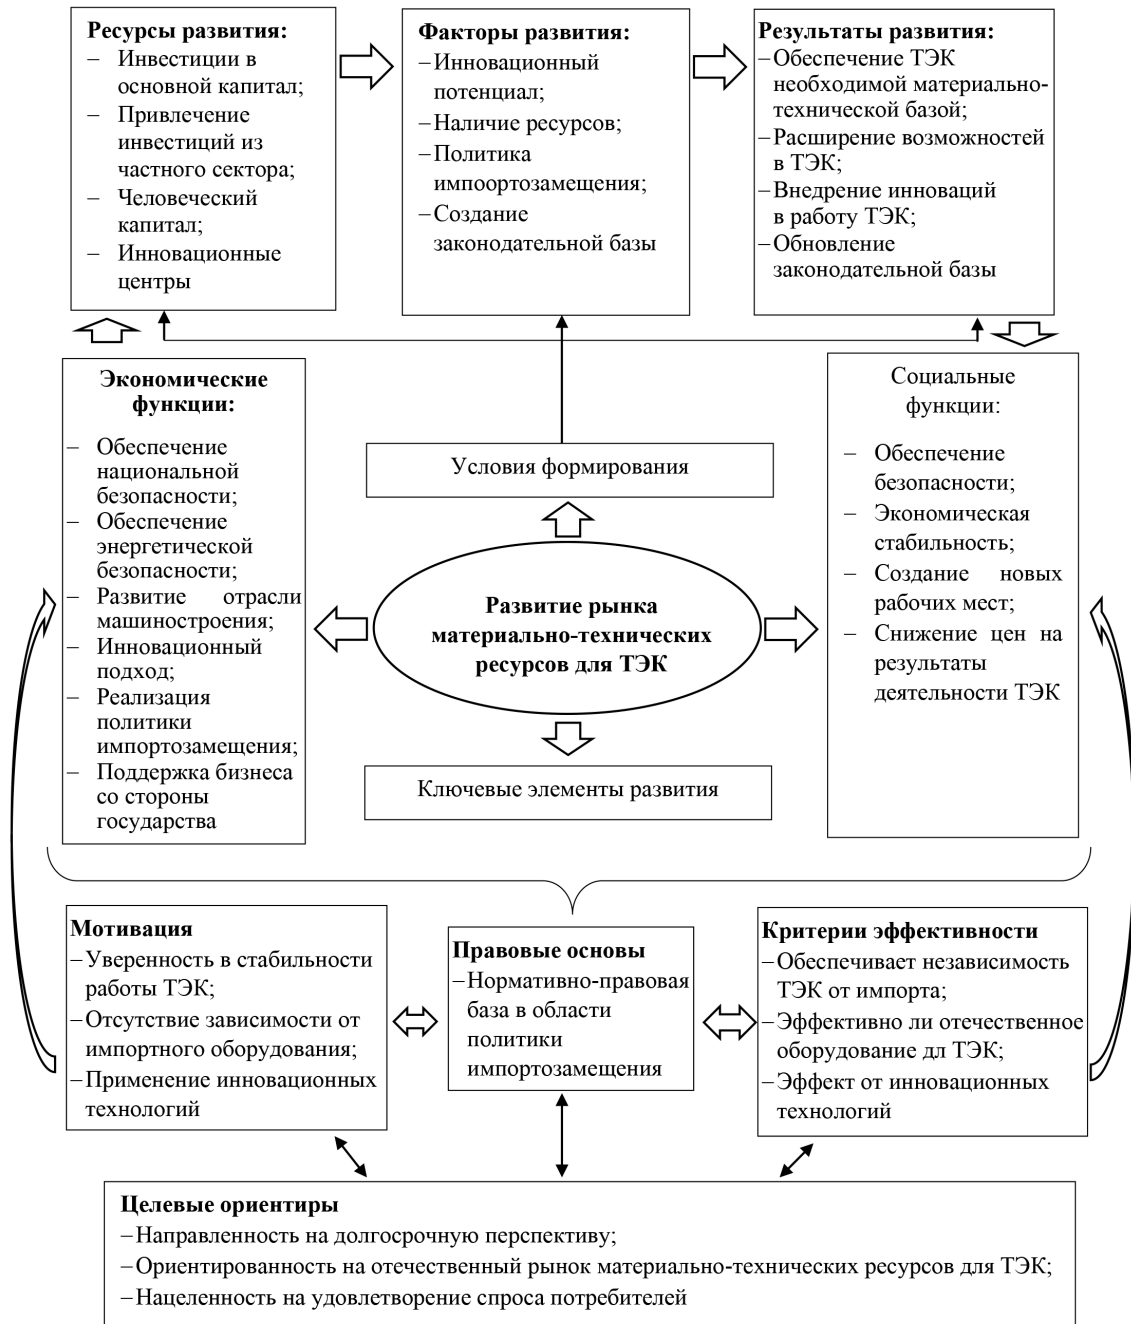 Ресурсы развития:
– Инвестиции в
основной капитал;
– Привлечение
инвестиций из
частного сектора;
– Человеческий
капитал;
– Инновационные
центры
Факторы развития:
–Инновационный
потенциал;
–Наличие ресурсов;
–Политика
импоортозамещения;
–Создание
законодательной базы
Результаты развития:
–Обеспечение ТЭК
необходимой материально-
технической базой;
–Расширение возможностей
в ТЭК;
–Внедрение инноваций
в работу ТЭК;
–Обновление
законодательной базы
Экономические
функции:
– Обеспечение
национальной
безопасности;
– Обеспечение
энергетической
безопасности;
– Развитие отрасли
машиностроения;
– Инновационный
подход;
– Реализация
политики
импортозамещения;
– Поддержка бизнеса
со стороны
государства
Условия формирования
Развитие рынка
материально-технических
ресурсов для ТЭК
Ключевые элементы развития
Социальные
функции:
– Обеспечение
безопасности;
– Экономическая
стабильность;
– Создание новых
рабочих мест;
– Снижение цен на
результаты
деятельности ТЭК
Мотивация
–Уверенность в стабильности
работы ТЭК;
–Отсутствие зависимости от
импортного оборудования;
–Применение инновационных
технологий
Правовые основы
–Нормативно-правовая
база в области
политики
импортозамещения
Критерии эффективности
–Обеспечивает независимость
ТЭК от импорта;
–Эффективно ли отечественное
оборудование дл ТЭК;
–Эффект от инновационных
технологий
Целевые ориентиры
–Направленность на долгосрочную перспективу;
–Ориентированность на отечественный рынок материально-технических ресурсов для ТЭК;
–Нацеленность на удовлетворение спроса потребителей